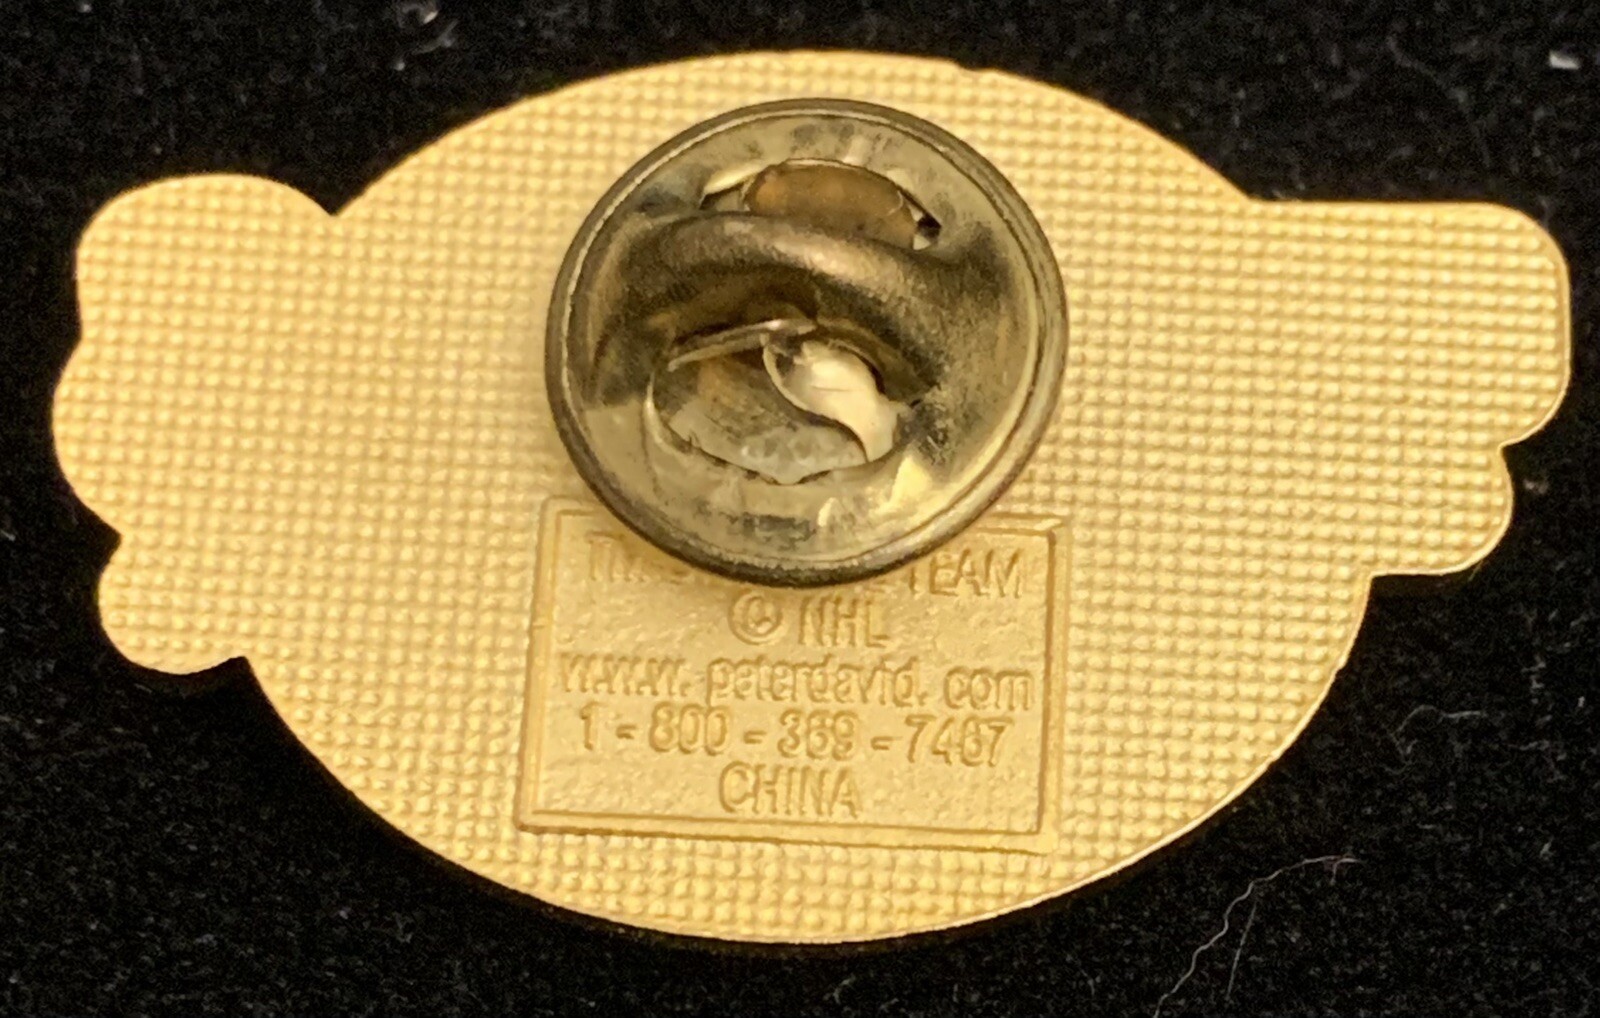 TEAM
© NHL
www.peterdavid.com
1-800-369-7467
CHINA